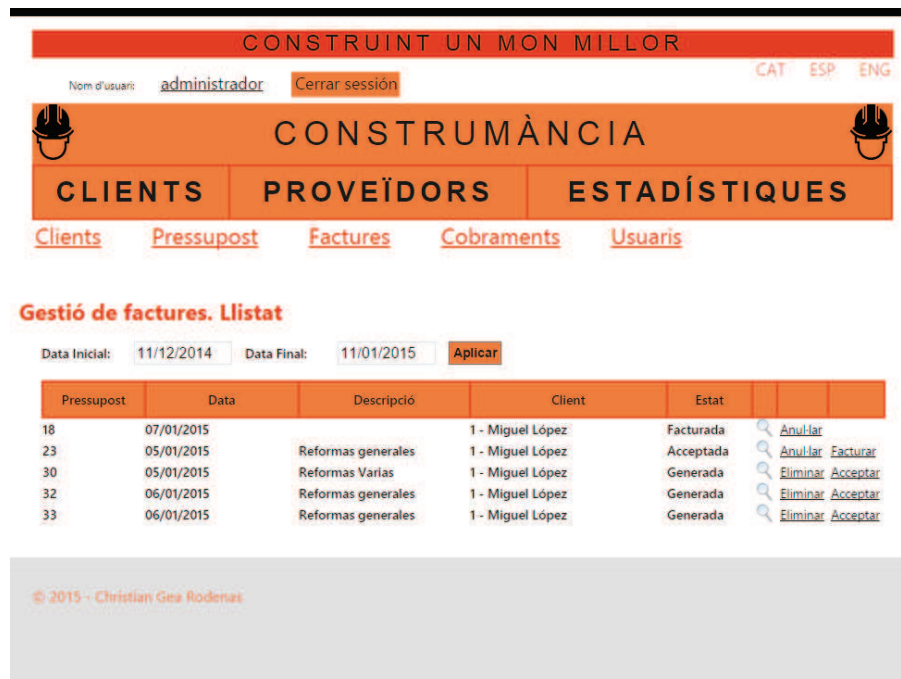 CONSTRUINT UN MON MILLOR
CAT ESP ENG
Nom d'usuari: administrador Cerrar sessión
CONSTRUMÀNCIA
CLIENTS PROVEÏDORS ESTADÍSTIQUES
Clients Pressupost Factures Cobraments Usuaris
Gestió de factures. Llistat
Data Inicial: 11/12/2014 Data Final: 11/01/2015 Aplicar
Pressupost Data Descripció Client Estat
18 07/01/2015 1 - Miguel López Facturada Anul·lar
23 05/01/2015 Reformas generales 1 - Miguel López Acceptada Anul·lar Facturar
30 05/01/2015 Reformas Varias 1 - Miguel López Generada Eliminar Acceptar
32 06/01/2015 Reformas generales 1 - Miguel López Generada Eliminar Acceptar
33 06/01/2015 Reformas generales 1 - Miguel López Generada Eliminar Acceptar
© 2015 - Christian Gea Rodenas